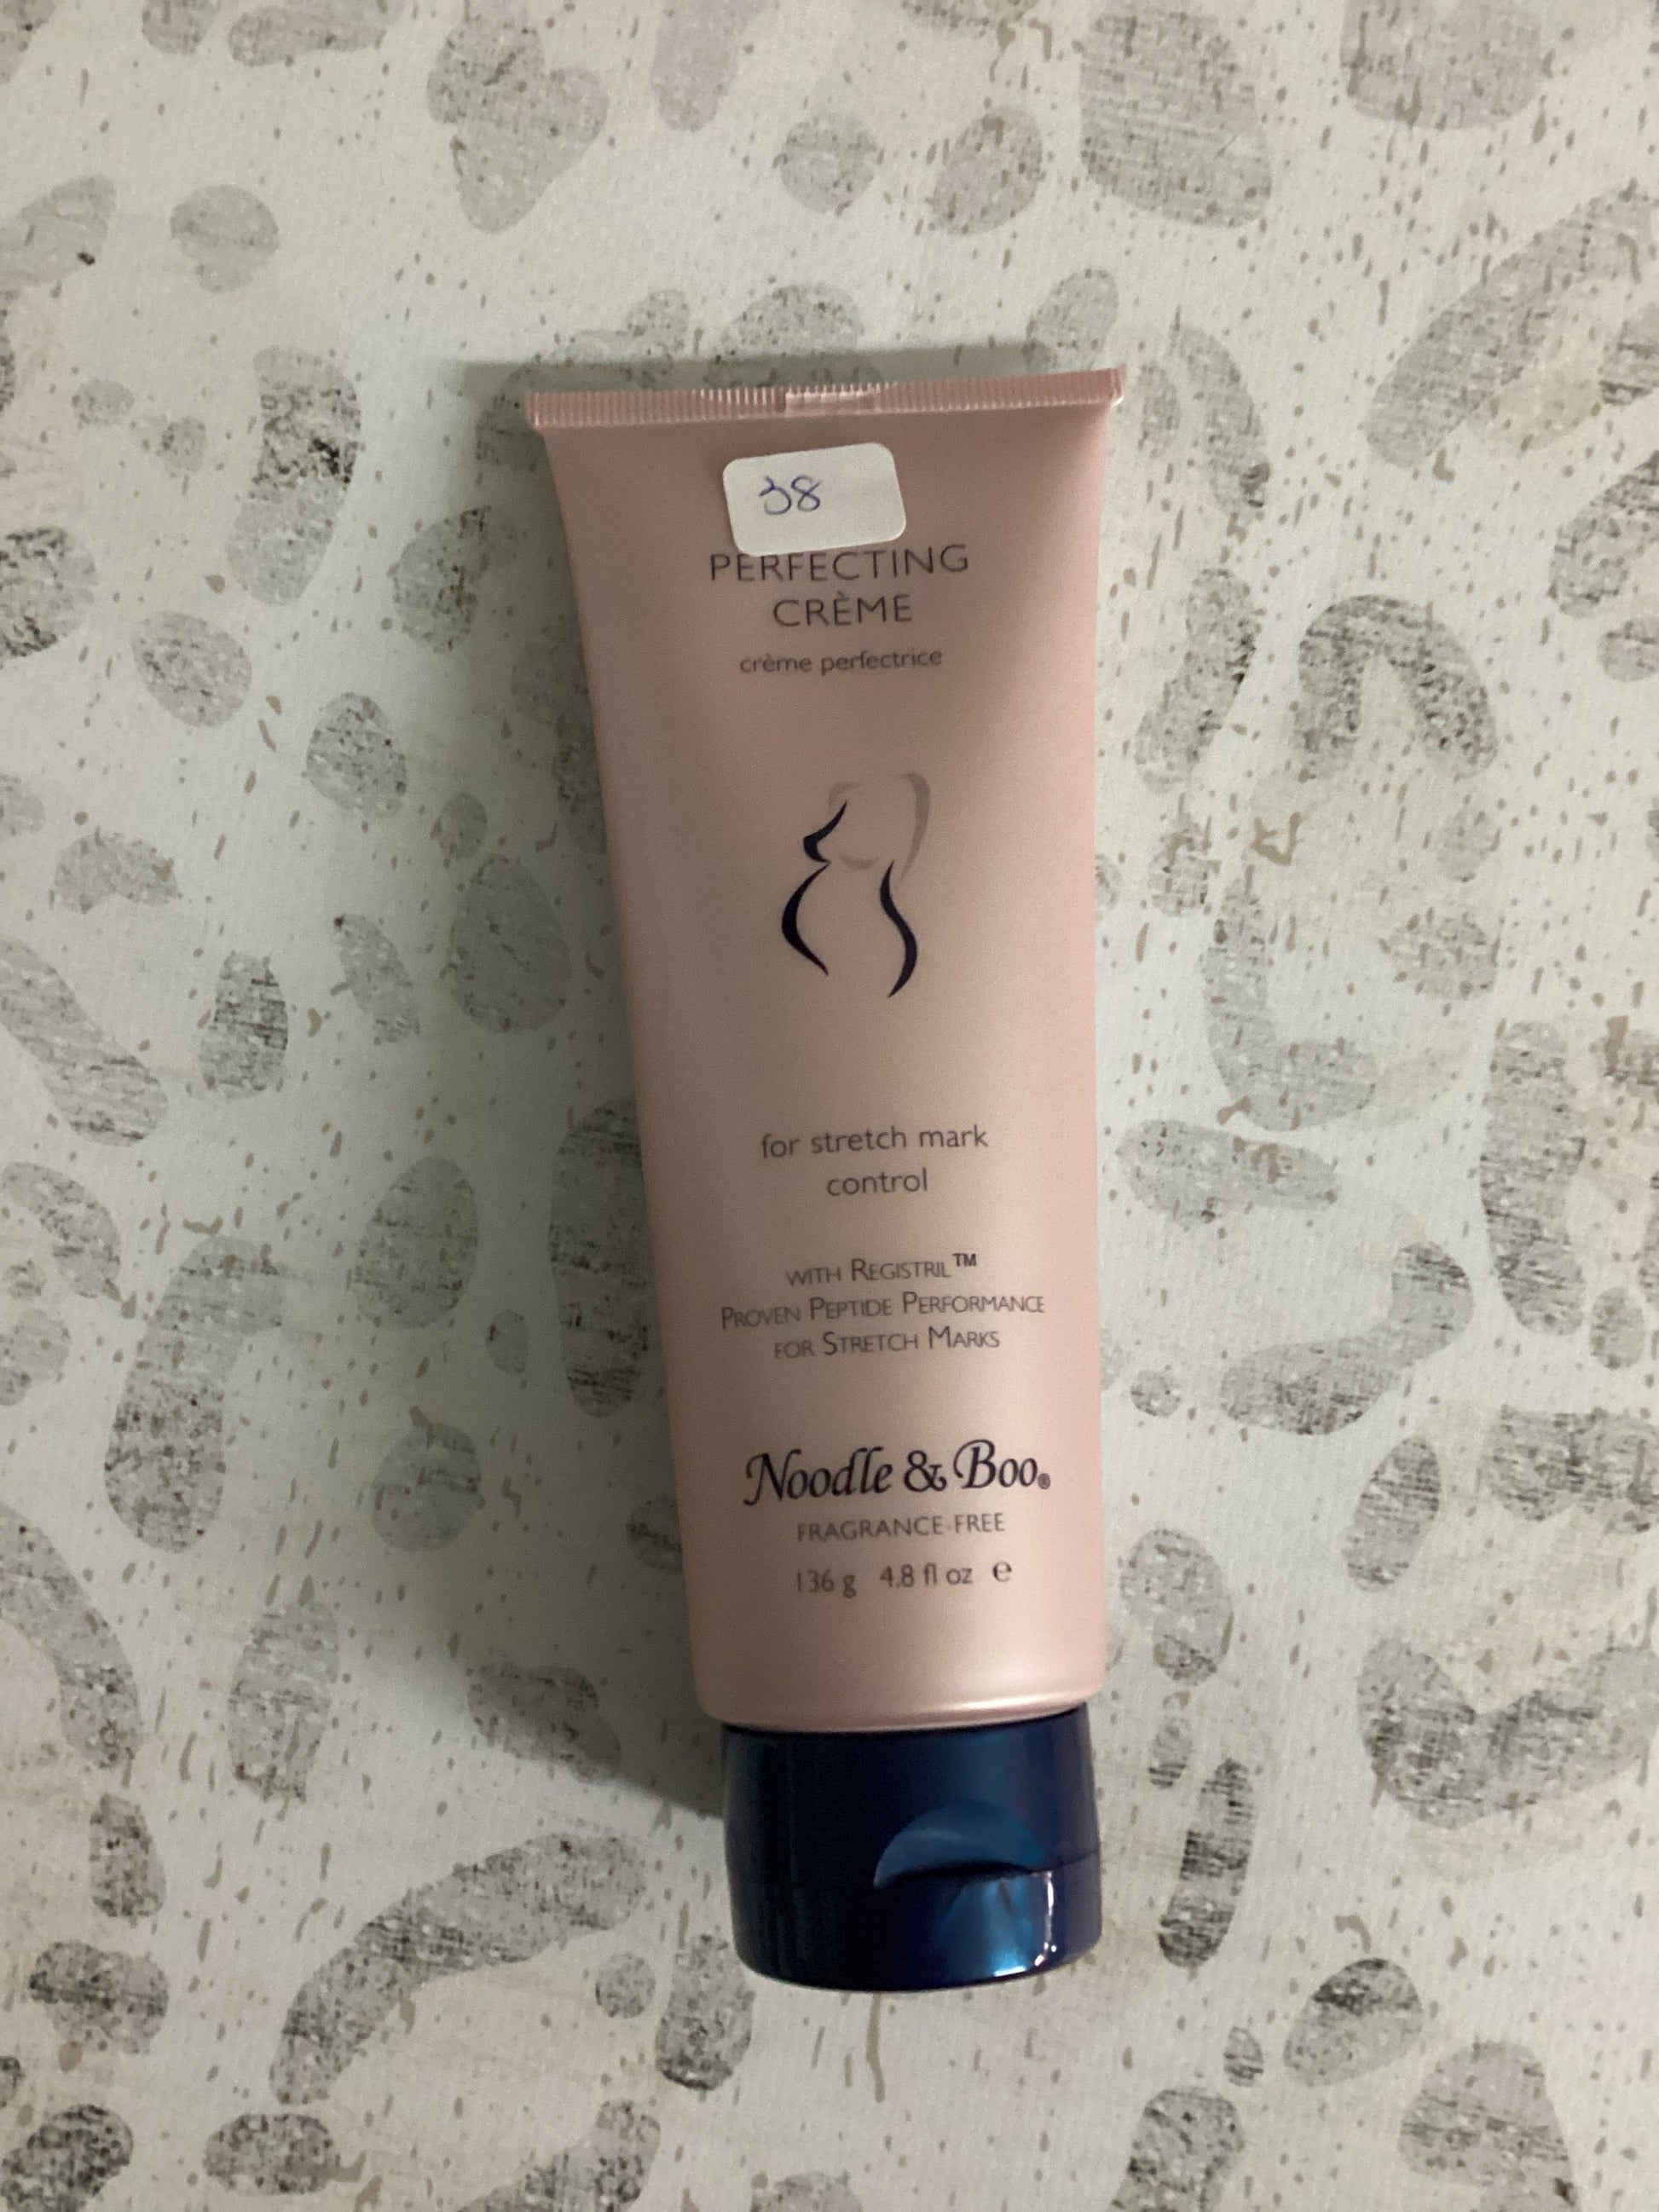 38
PERFECTING
CRÈME
crème perfectrice
for stretch mark
control
WITH REGISTRIL™
PROVEN PEPTIDE PERFORMANCE
FOR STRETCH MARKS
Noodle & Boo®
FRAGRANCE-FREE
136 g 4.8 fl oz ℮